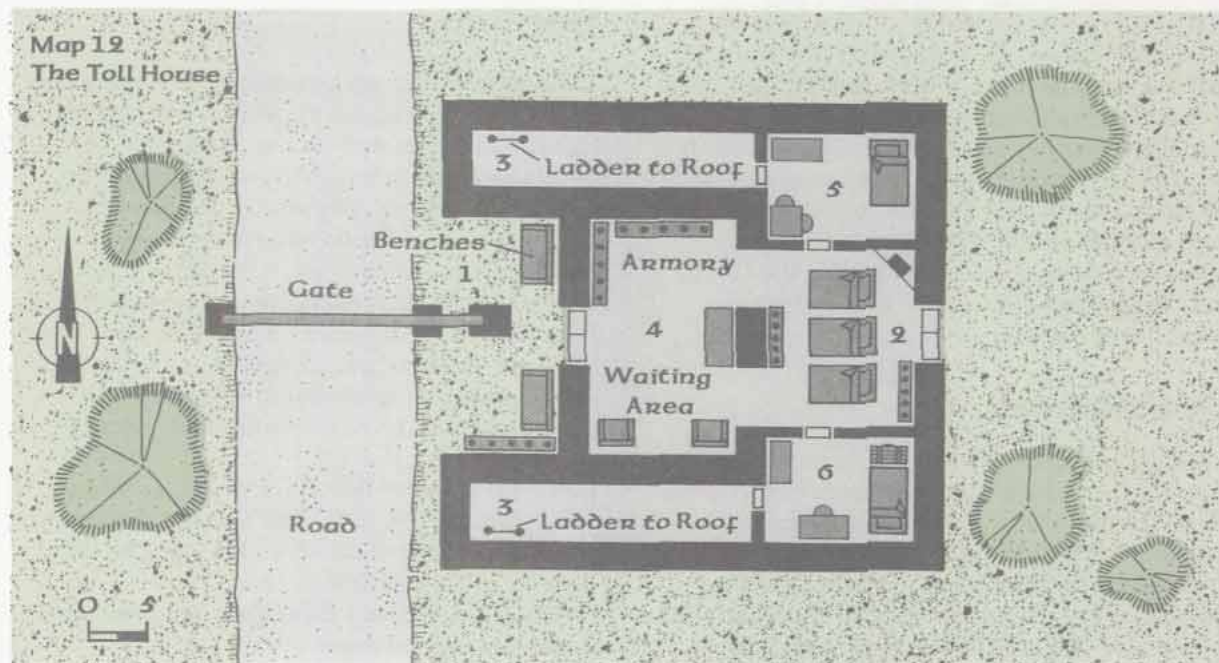 Map 12
The Toll House
3
Ladder to Roof
5
Benches
1
Armory
Gate
N
4
2
Waiting
Area
6
Road
3
Ladder to Roof
0 5'